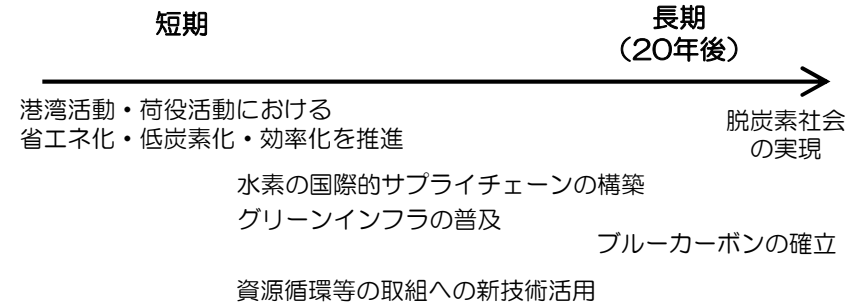 短期
長期
（20年後）
港湾活動・荷役活動における
省エネ化・低炭素化・効率化を推進
脱炭素社会
の実現
水素の国際的サプライチェーンの構築
グリーンインフラの普及
ブルーカーボンの確立
資源循環等の取組への新技術活用